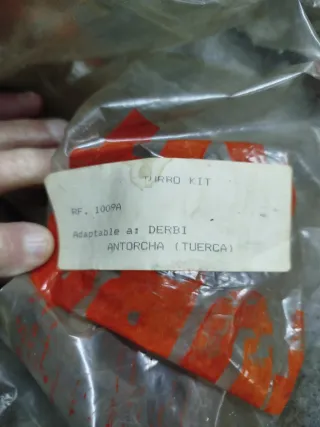 TURBO KIT
RF. 1009A
Adaptable a: DERBI
ANTORCHA (TUERCA)